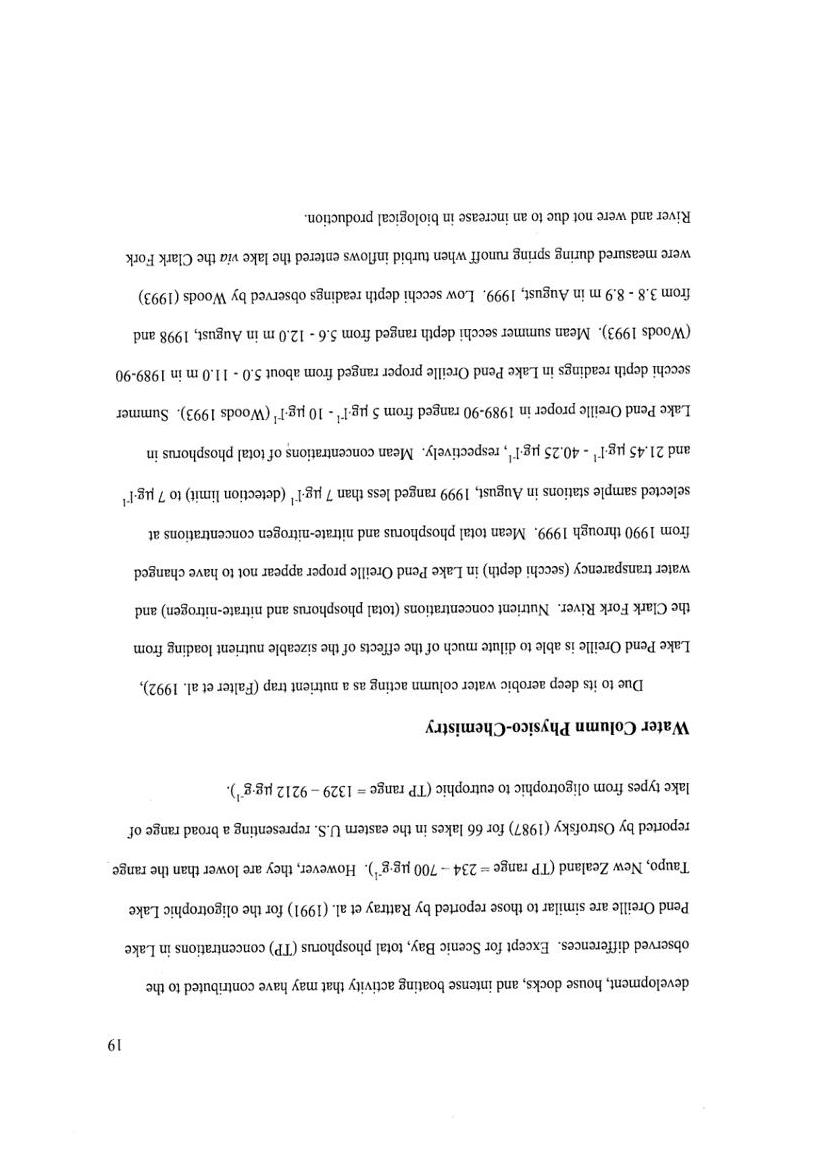 19
development, house docks, and intense boating activity that may have contributed to the
observed differences.  Except for Scenic Bay, total phosphorus (TP) concentrations in Lake
Pend Oreille are similar to those reported by Rattray et al. (1991) for the oligotrophic Lake
Taupo, New Zealand (TP range = 234 – 700 µg·g⁻¹).  However, they are lower than the range
reported by Ostrofsky (1987) for 66 lakes in the eastern U.S. representing a broad range of
lake types from oligotrophic to eutrophic (TP range = 1329 – 9212 µg·g⁻¹).
Water Column Physico-Chemistry
Due to its deep aerobic water column acting as a nutrient trap (Falter et al. 1992),
Lake Pend Oreille is able to dilute much of the effects of the sizeable nutrient loading from
the Clark Fork River.  Nutrient concentrations (total phosphorus and nitrate-nitrogen) and
water transparency (secchi depth) in Lake Pend Oreille proper appear not to have changed
from 1990 through 1999.  Mean total phosphorus and nitrate-nitrogen concentrations at
selected sample stations in August, 1999 ranged less than 7 µg·l⁻¹ (detection limit) to 7 µg·l⁻¹
and 21.45 µg·l⁻¹ - 40.25 µg·l⁻¹, respectively.  Mean concentrations of total phosphorus in
Lake Pend Oreille proper in 1989-90 ranged from 5 µg·l⁻¹ - 10 µg·l⁻¹ (Woods 1993).  Summer
secchi depth readings in Lake Pend Oreille proper ranged from about 5.0 - 11.0 m in 1989-90
(Woods 1993).  Mean summer secchi depth ranged from 5.6 - 12.0 m in August, 1998 and
from 3.8 - 8.9 m in August, 1999.  Low secchi depth readings observed by Woods (1993)
were measured during spring runoff when turbid inflows entered the lake via the Clark Fork
River and were not due to an increase in biological production.